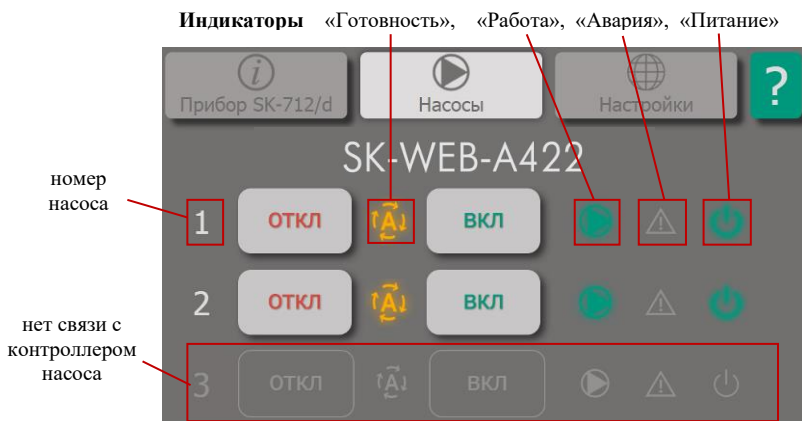 Индикаторы «Готовность», «Работа», «Авария», «Питание»
Прибор SK-712/d
Насосы
Настройки
?
SK-WEB-A422
номер
насоса
1 ОТКЛ A ВКЛ
2 ОТКЛ A ВКЛ
нет связи с
контроллером
насоса
3 ОТКЛ A ВКЛ